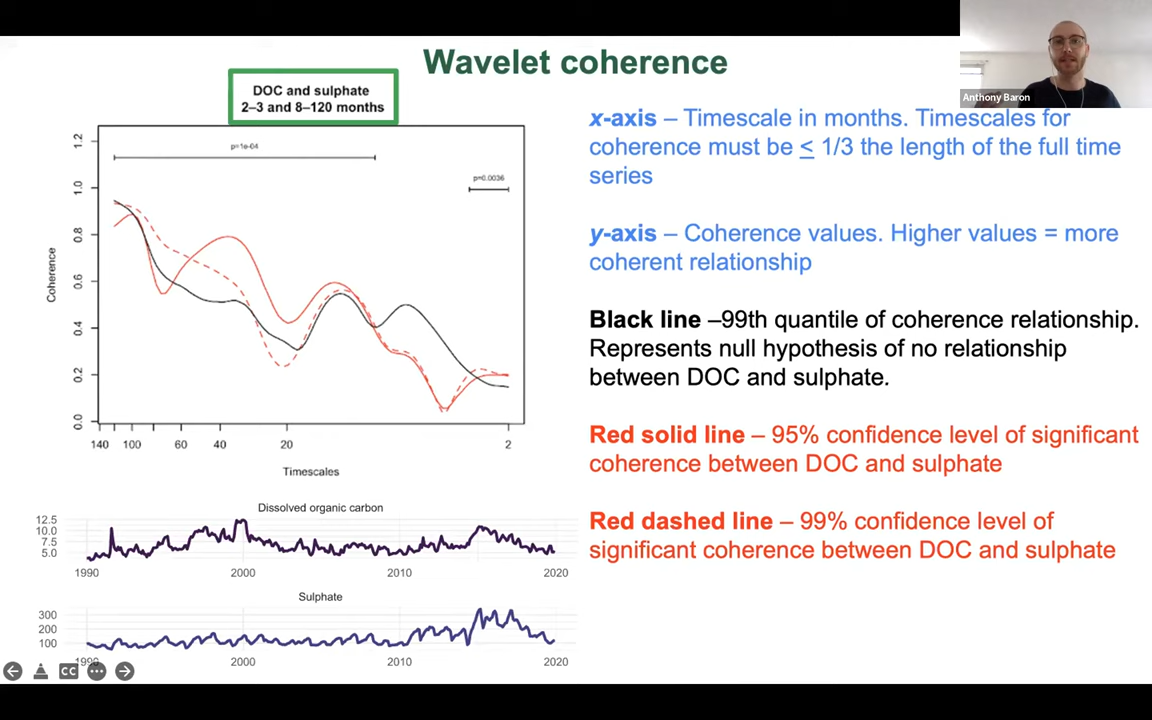 Wavelet coherence
Anthony Baron
DOC and sulphate
2–3 and 8–120 months
p=1e-04
p=0.0036
1.2
1.0
0.8
0.6
0.4
0.2
0.0
Coherence
140 100 60 40 20 2
Timescales
Dissolved organic carbon
12.5
10.0
7.5
5.0
1990 2000 2010 2020
Sulphate
300
200
100
1990 2000 2010 2020
CC
x-axis – Timescale in months. Timescales for
coherence must be ≤ 1/3 the length of the full time
series
y-axis – Coherence values. Higher values = more
coherent relationship
Black line –99th quantile of coherence relationship.
Represents null hypothesis of no relationship
between DOC and sulphate.
Red solid line – 95% confidence level of significant
coherence between DOC and sulphate
Red dashed line – 99% confidence level of
significant coherence between DOC and sulphate